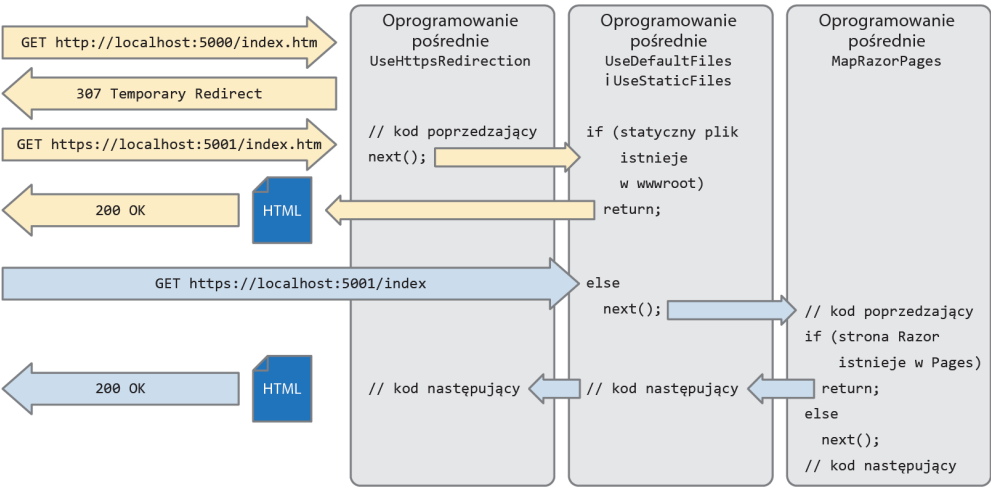 Oprogramowanie
pośrednie
UseHttpsRedirection
Oprogramowanie
pośrednie
UseDefaultFiles
i UseStaticFiles
Oprogramowanie
pośrednie
MapRazorPages
GET http://localhost:5000/index.htm
307 Temporary Redirect
GET https://localhost:5001/index.htm
// kod poprzedzający
next();
if (statyczny plik
istnieje
w wwwroot)
return;
200 OK
HTML
GET https://localhost:5001/index
else
next();
// kod poprzedzający
if (strona Razor
istnieje w Pages)
return;
else
next();
// kod następujący
// kod następujący
// kod następujący
200 OK
HTML